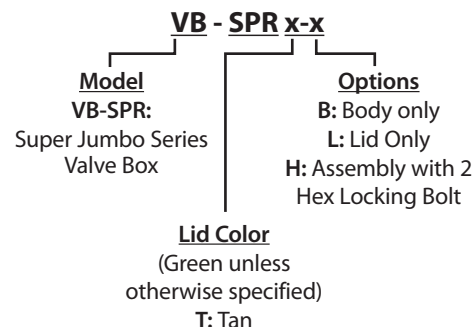 VB - SPR x-x
Model
VB-SPR:
Super Jumbo Series
Valve Box
Options
B: Body only
L: Lid Only
H: Assembly with 2
Hex Locking Bolt
Lid Color
(Green unless
otherwise specified)
T: Tan